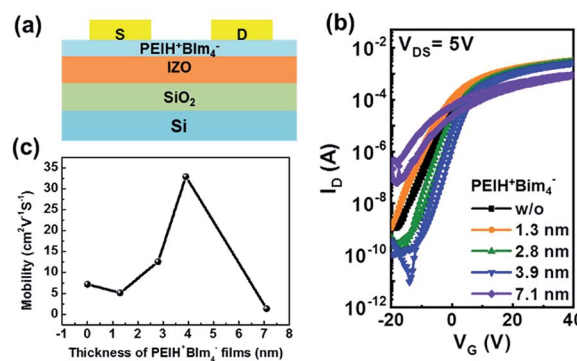 (a)
S
D
PEIH⁺BIm₄⁻
IZO
SiO₂
Si
(b)
V_DS = 5V
10⁻²
10⁻⁴
10⁻⁶
10⁻⁸
10⁻¹⁰
10⁻¹²
I_D (A)
PEIH⁺Bim₄⁻
w/o
1.3 nm
2.8 nm
3.9 nm
7.1 nm
-20
0
20
40
V_G (V)
(c)
Mobility (cm²V⁻¹S⁻¹)
35
30
25
20
15
10
5
0
0 1 2 3 4 5 6 7 8
Thickness of PEIH⁺BIm₄⁻ films (nm)